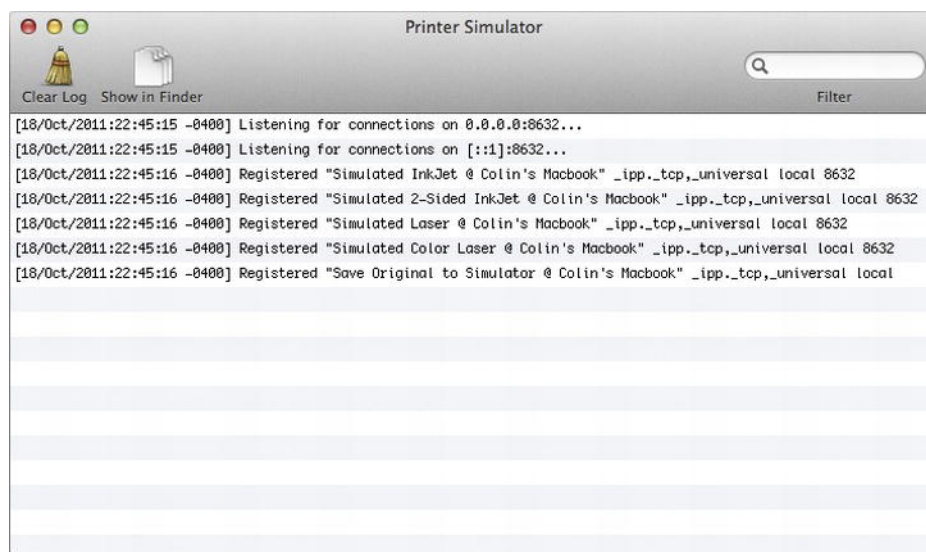 Printer Simulator
Clear Log Show in Finder
Filter
[18/Oct/2011:22:45:15 -0400] Listening for connections on 0.0.0.0:8632...
[18/Oct/2011:22:45:15 -0400] Listening for connections on [::1]:8632...
[18/Oct/2011:22:45:16 -0400] Registered "Simulated InkJet @ Colin's Macbook" _ipp._tcp,_universal local 8632
[18/Oct/2011:22:45:16 -0400] Registered "Simulated 2-Sided InkJet @ Colin's Macbook" _ipp._tcp,_universal local 8632
[18/Oct/2011:22:45:16 -0400] Registered "Simulated Laser @ Colin's Macbook" _ipp._tcp,_universal local 8632
[18/Oct/2011:22:45:16 -0400] Registered "Simulated Color Laser @ Colin's Macbook" _ipp._tcp,_universal local 8632
[18/Oct/2011:22:45:16 -0400] Registered "Save Original to Simulator @ Colin's Macbook" _ipp._tcp,_universal local